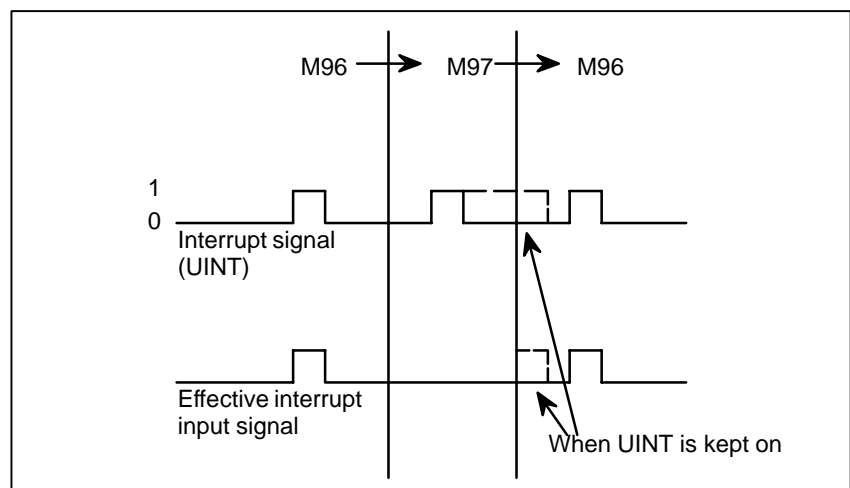 M96 M97 M96
1
0
Interrupt signal
(UINT)
Effective interrupt
input signal
When UINT is kept on